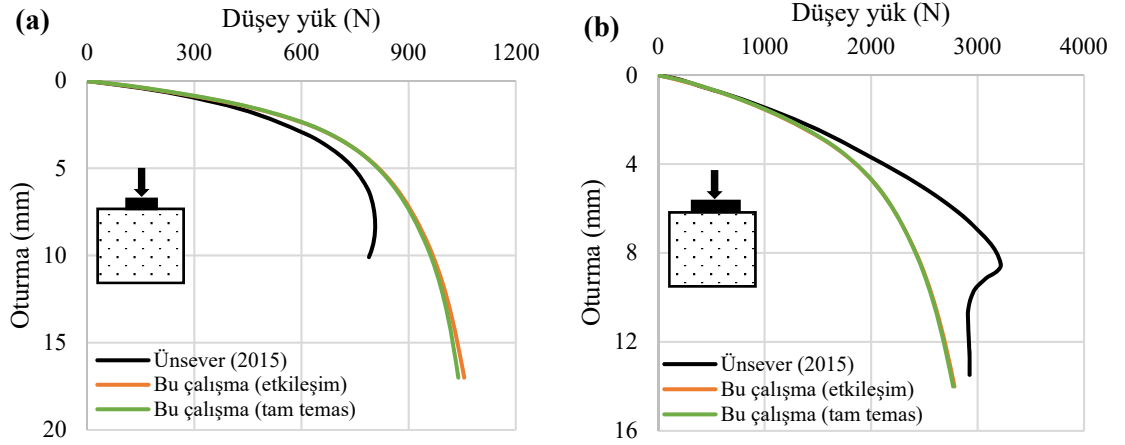 (a)
Düşey yük (N)
0 300 600 900 1200
0
5
10
15
20
Oturma (mm)
Ünsever (2015)
Bu çalışma (etkileşim)
Bu çalışma (tam temas)
(b)
Düşey yük (N)
0 1000 2000 3000 4000
0
4
8
12
16
Oturma (mm)
Ünsever (2015)
Bu çalışma (etkileşim)
Bu çalışma (tam temas)